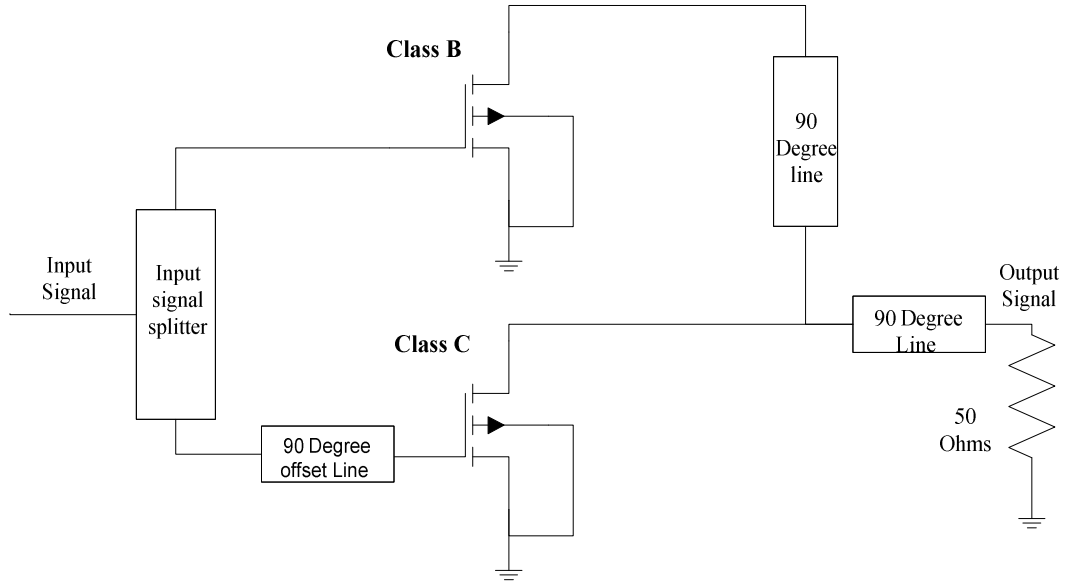 Class B
90
Degree
line
Input
Signal
Input
signal
splitter
Output
Signal
90 Degree
Line
Class C
50
Ohms
90 Degree
offset Line